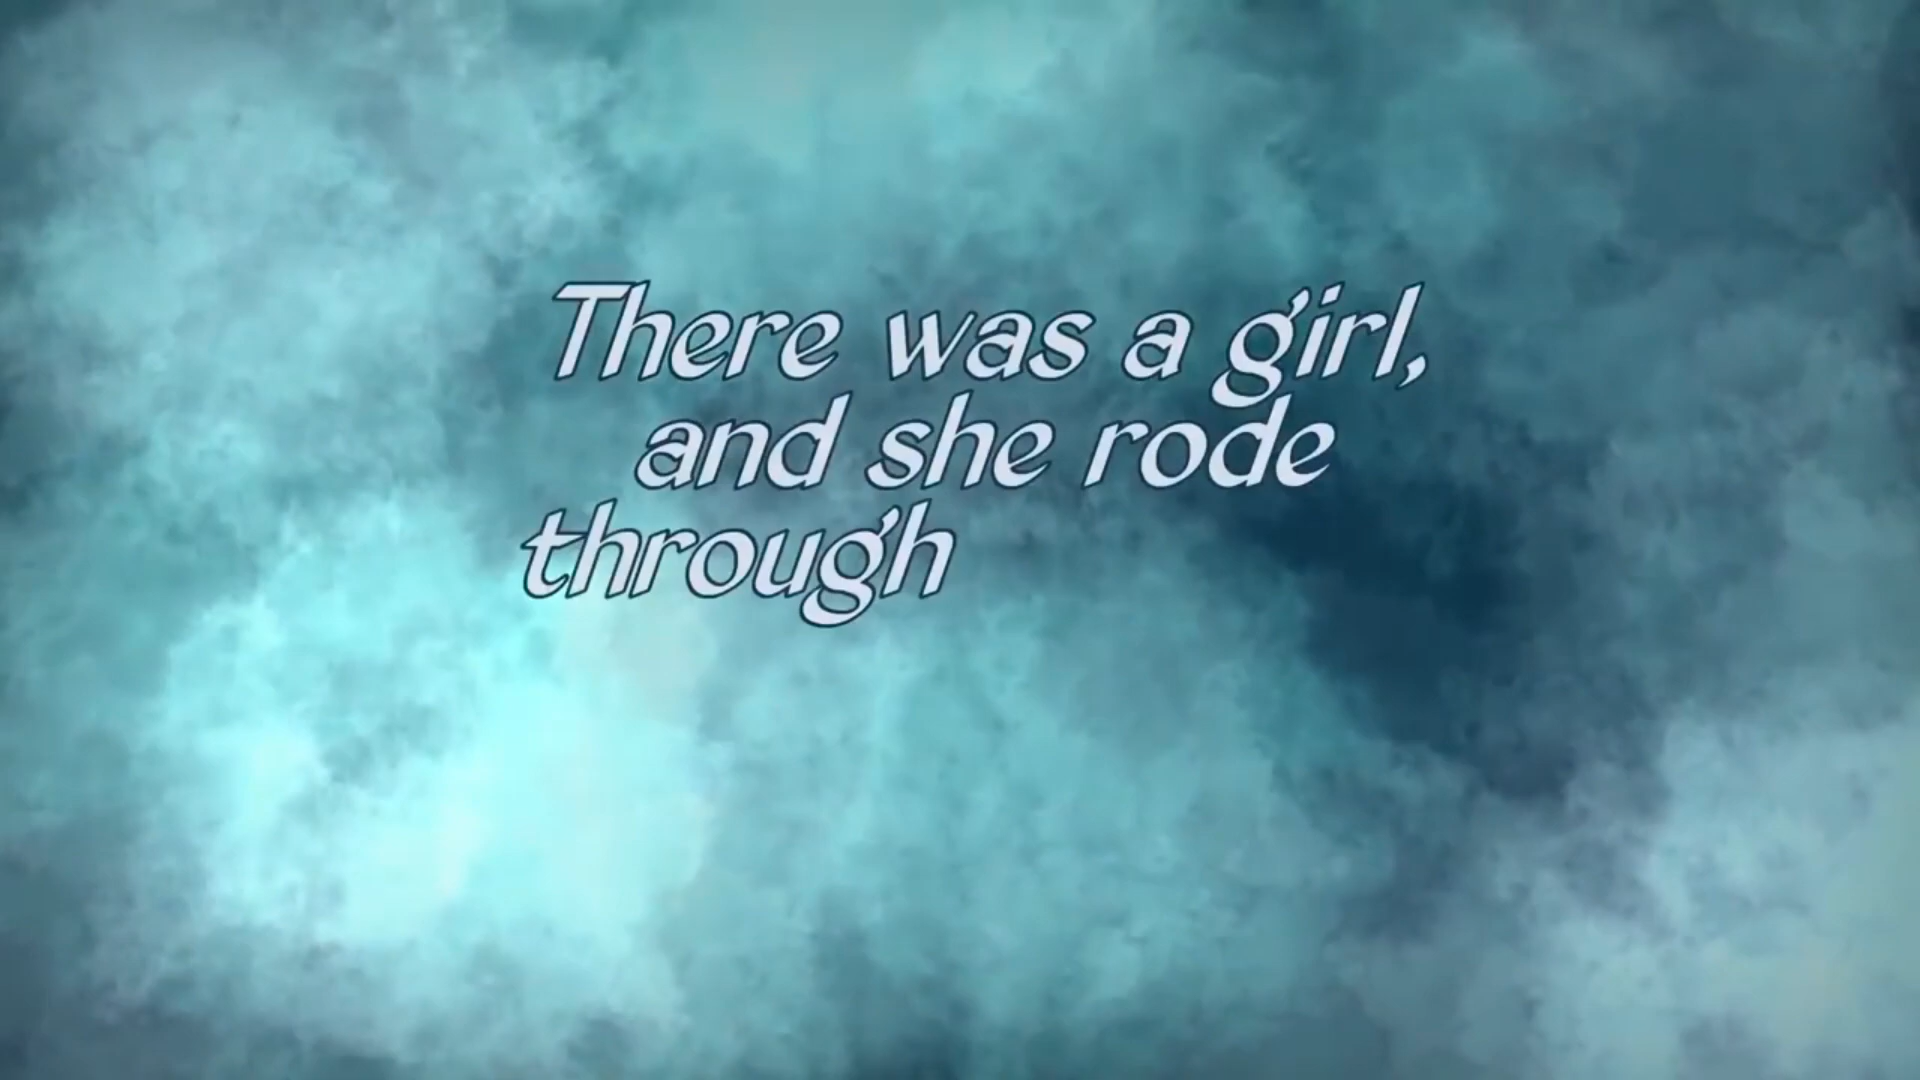 There was a girl,
and she rode
through